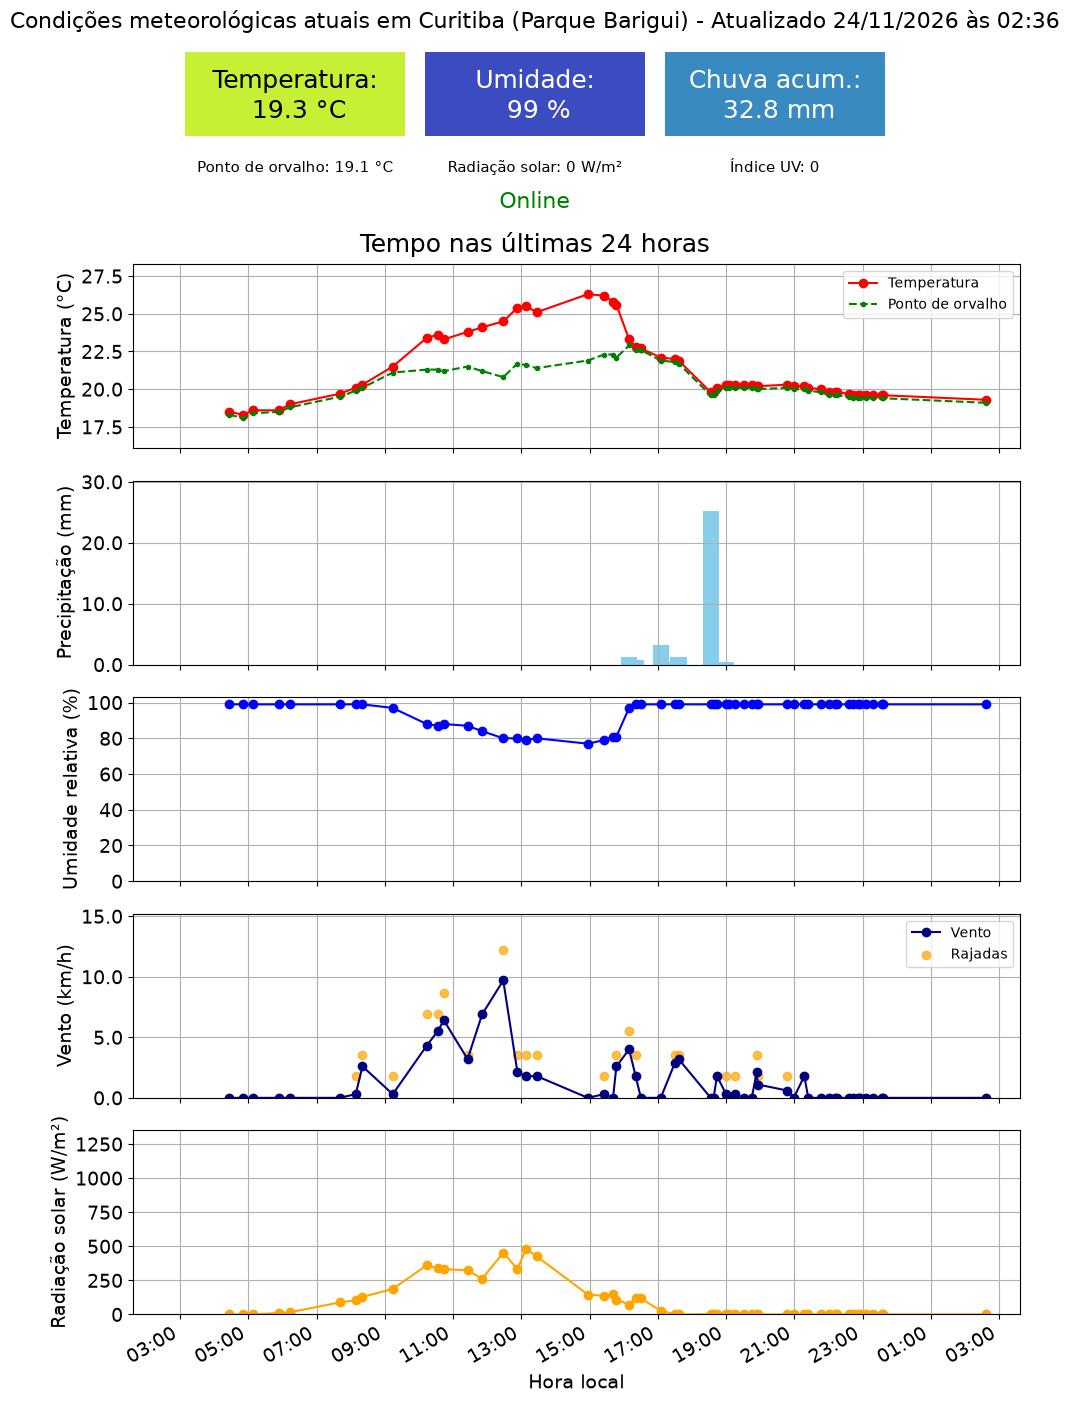 Condições meteorológicas atuais em Curitiba (Parque Barigui) - Atualizado 24/11/2026 às 02:36
Temperatura:
19.3 °C
Umidade:
99 %
Chuva acum.:
32.8 mm
Ponto de orvalho: 19.1 °C
Radiação solar: 0 W/m²
Índice UV: 0
Online
Tempo nas últimas 24 horas
Temperatura (°C)
27.5
25.0
22.5
20.0
17.5
Temperatura
Ponto de orvalho
Precipitação (mm)
30.0
20.0
10.0
0.0
Umidade relativa (%)
100
80
60
40
20
0
Vento (km/h)
15.0
10.0
5.0
0.0
Vento
Rajadas
Radiação solar (W/m²)
1250
1000
750
500
250
0
03:00
05:00
07:00
09:00
11:00
13:00
15:00
17:00
19:00
21:00
23:00
01:00
03:00
Hora local